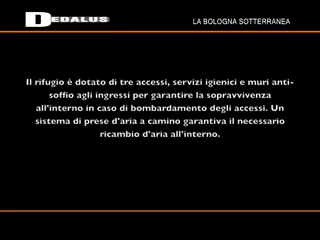 DEDALUS
LA BOLOGNA SOTTERRANEA
Il rifugio è dotato di tre accessi, servizi igienici e muri anti-
soffio agli ingressi per garantire la sopravvivenza
all'interno in caso di bombardamento degli accessi. Un
sistema di prese d'aria a camino garantiva il necessario
ricambio d'aria all'interno.